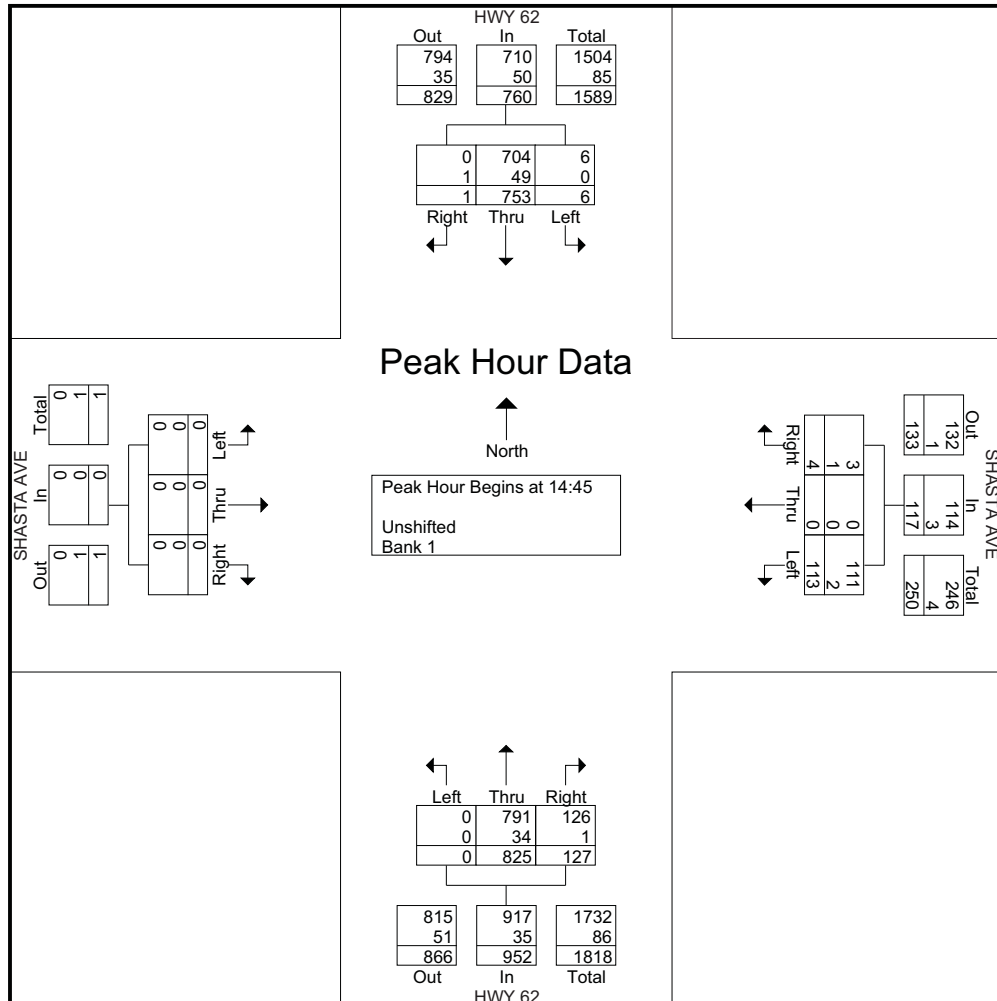 HWY 62
Out In Total
794 710 1504
35 50 85
829 760 1589
0 704 6
1 49 0
1 753 6
Right Thru Left
Peak Hour Data
North
Peak Hour Begins at 14:45
Unshifted
Bank 1
SHASTA AVE
Out In Total
0 0 0
1 0 1
1 0 1
Right Thru Left
0 0 0
0 0 0
0 0 0
SHASTA AVE
Out In Total
132 114 246
1 3 4
133 117 250
3 0 111
1 0 2
4 0 113
Right Thru Left
Left Thru Right
0 791 126
0 34 1
0 825 127
815 917 1732
51 35 86
866 952 1818
Out In Total
HWY 62